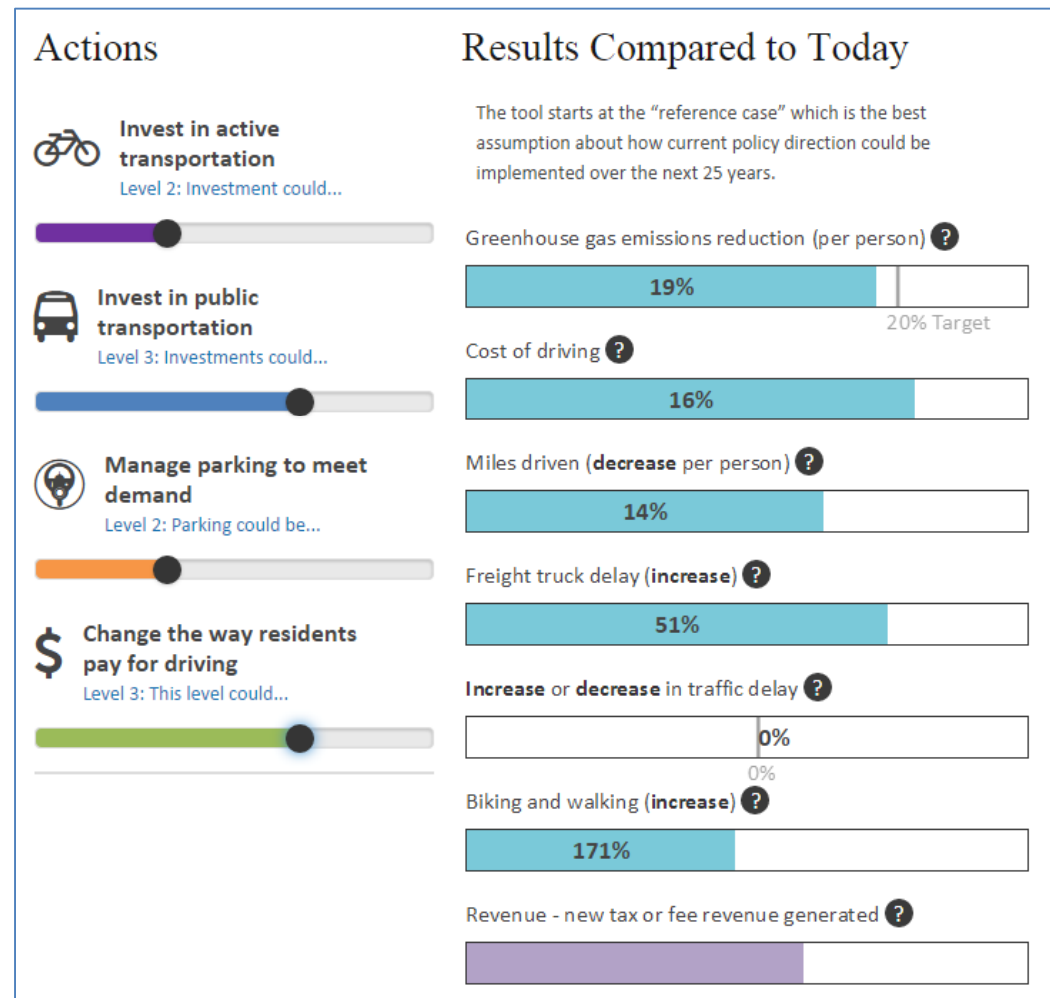 Actions
Invest in active
transportation
Level 2: Investment could...
Invest in public
transportation
Level 3: Investments could...
Manage parking to meet
demand
Level 2: Parking could be...
$
Change the way residents
pay for driving
Level 3: This level could...
Results Compared to Today
The tool starts at the “reference case” which is the best
assumption about how current policy direction could be
implemented over the next 25 years.
Greenhouse gas emissions reduction (per person) ?
19%
20% Target
Cost of driving ?
16%
Miles driven (decrease per person) ?
14%
Freight truck delay (increase) ?
51%
Increase or decrease in traffic delay ?
0%
0%
Biking and walking (increase) ?
171%
Revenue - new tax or fee revenue generated ?